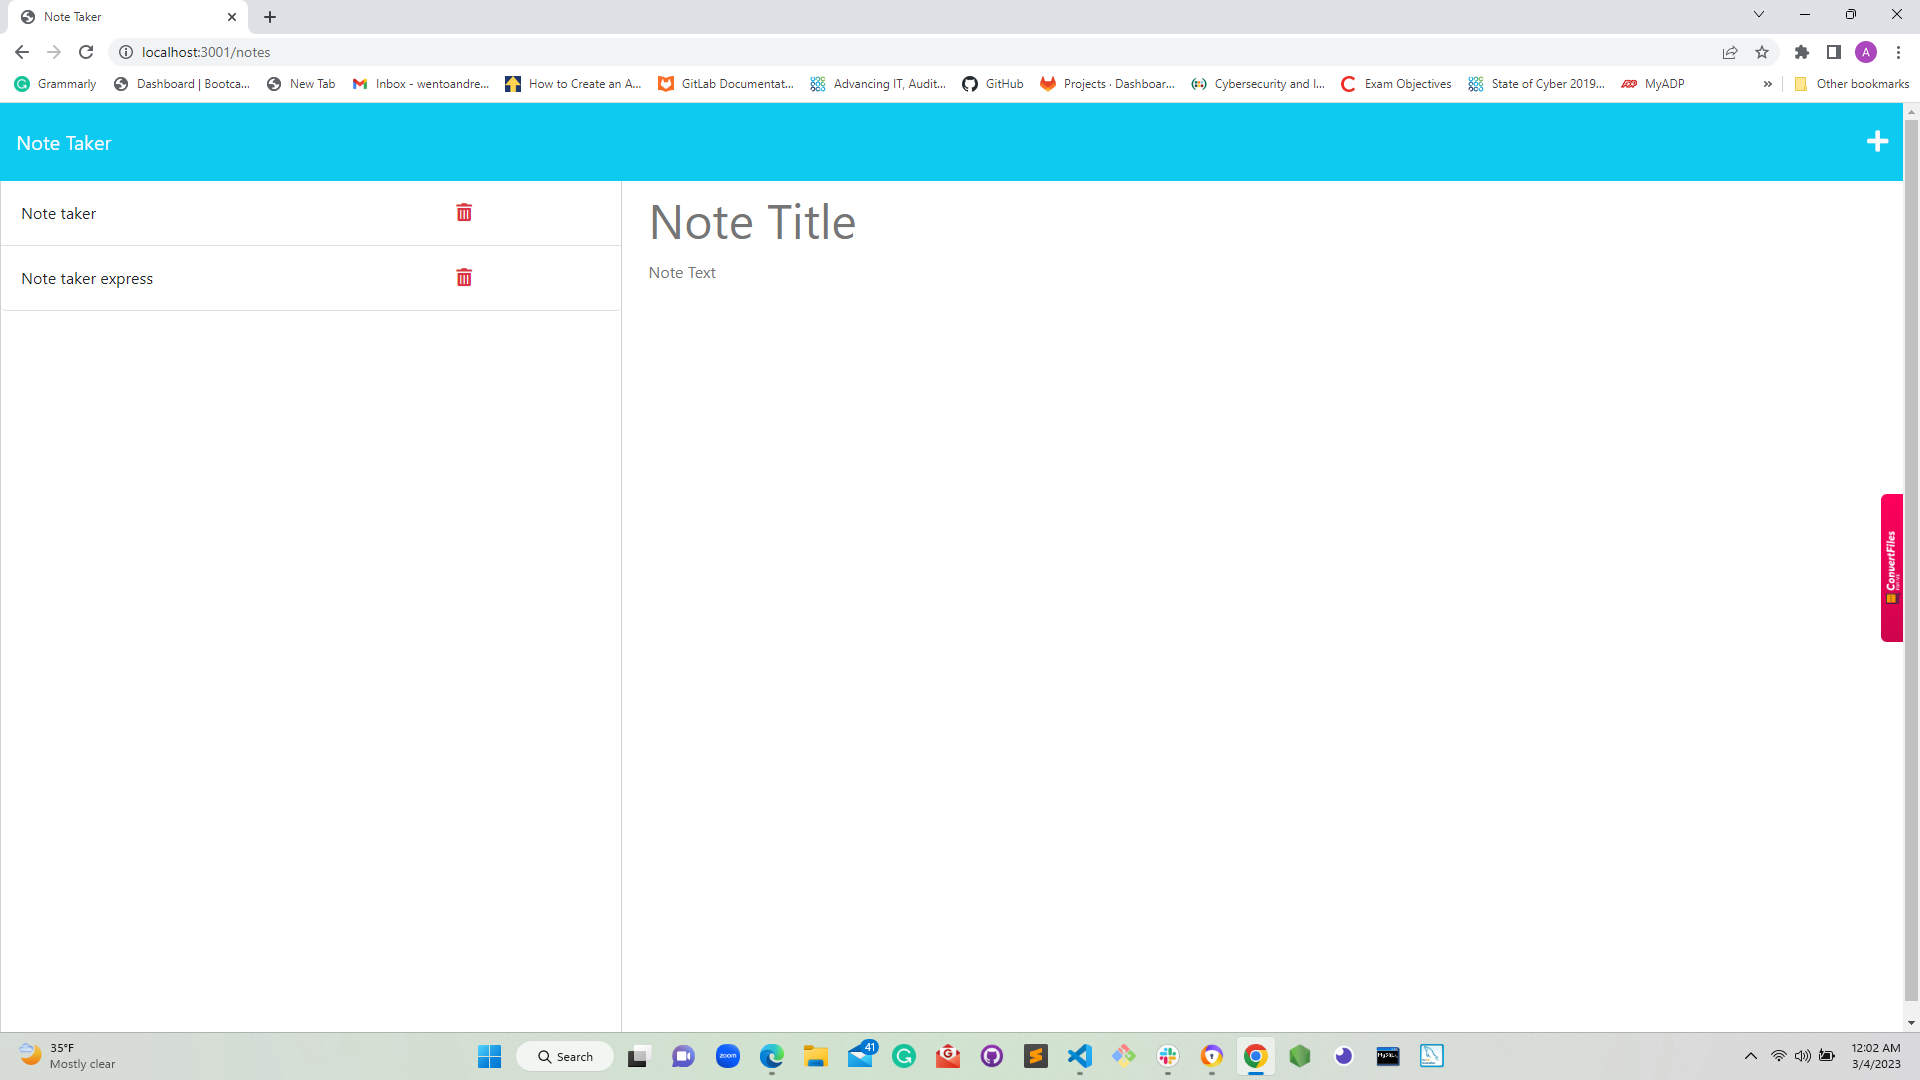 Note Taker
localhost:3001/notes
Grammarly
Dashboard | Bootca...
New Tab
Inbox - wentoandre...
How to Create an A...
GitLab Documentat...
Advancing IT, Audit...
GitHub
Projects · Dashboar...
Cybersecurity and I...
Exam Objectives
State of Cyber 2019...
MyADP
»
Other bookmarks
A
Note Taker
Note taker
Note taker express
Note Title
Note Text
ConvertFiles
35°F
Mostly clear
Search
zoom
41
MySQL
12:02 AM
3/4/2023